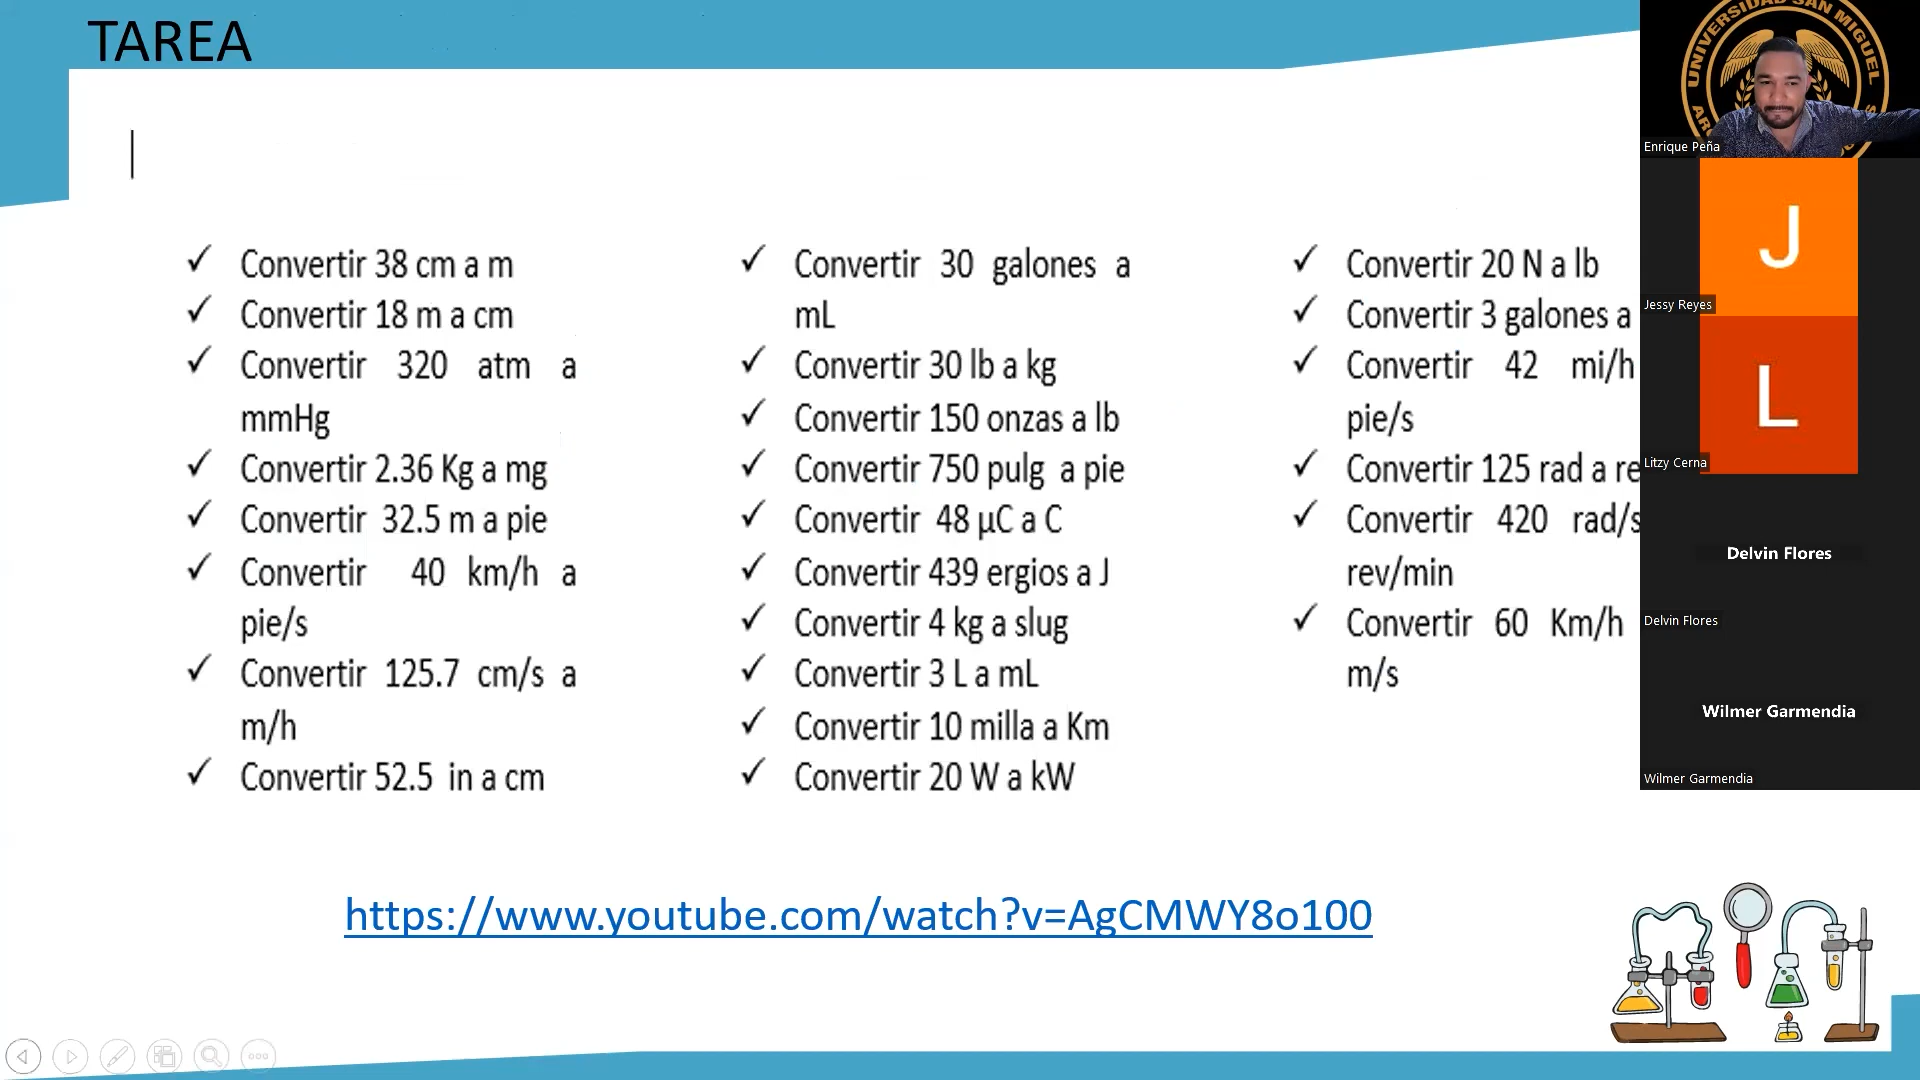 TAREA
Convertir 38 cm a m
Convertir 18 m a cm
Convertir 320 atm a
mmHg
Convertir 2.36 Kg a mg
Convertir 32.5 m a pie
Convertir 40 km/h a
pie/s
Convertir 125.7 cm/s a
m/h
Convertir 52.5 in a cm
Convertir 30 galones a
mL
Convertir 30 lb a kg
Convertir 150 onzas a lb
Convertir 750 pulg a pie
Convertir 48 µC a C
Convertir 439 ergios a J
Convertir 4 kg a slug
Convertir 3 L a mL
Convertir 10 milla a Km
Convertir 20 W a kW
Convertir 20 N a lb
Convertir 3 galones a
Convertir 42 mi/h
pie/s
Convertir 125 rad a re
Convertir 420 rad/s
rev/min
Convertir 60 Km/h
m/s
https://www.youtube.com/watch?v=AgCMWY8o100
UNIVERSIDAD SAN MIGUEL
Enrique Peña
J
Jessy Reyes
L
Litzy Cerna
Delvin Flores
Delvin Flores
Wilmer Garmendia
Wilmer Garmendia